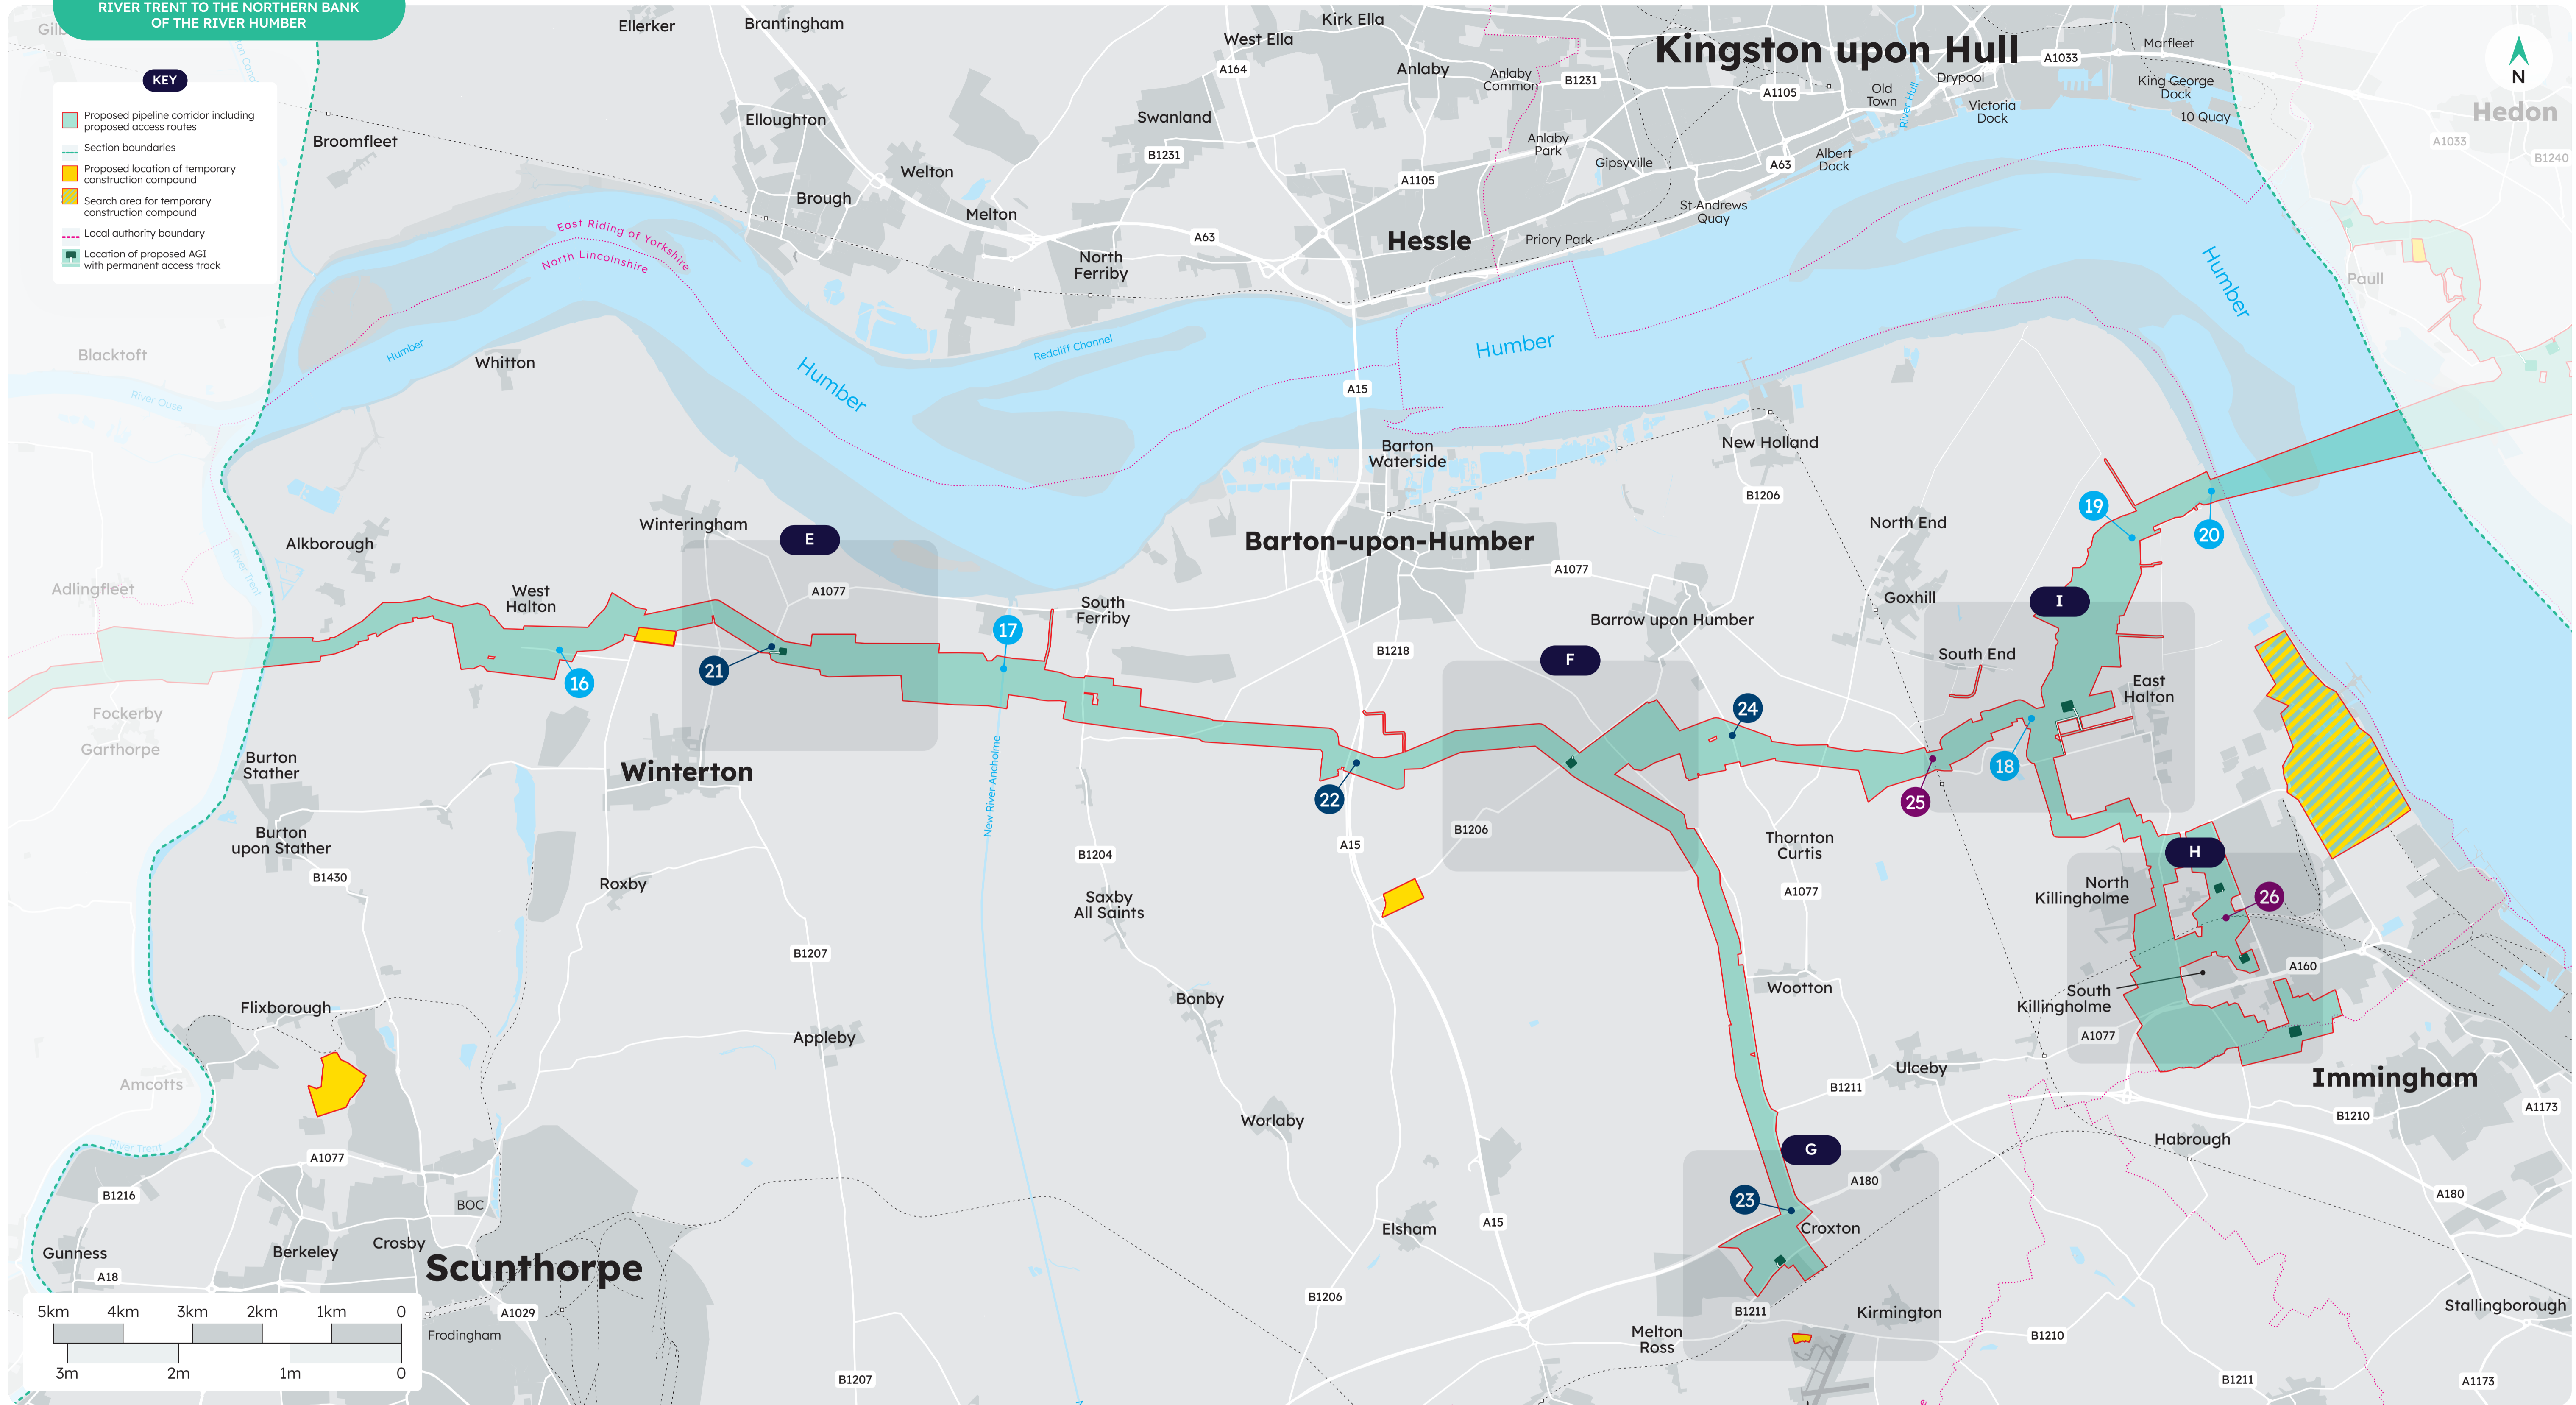 RIVER TRENT TO THE NORTHERN BANK
OF THE RIVER HUMBER
KEY
Proposed pipeline corridor including
proposed access routes
Section boundaries
Proposed location of temporary
construction compound
Search area for temporary
construction compound
Local authority boundary
Location of proposed AGI
with permanent access track
N
Ellerker
Brantingham
Kirk Ella
West Ella
A164
Anlaby
Anlaby
Common
B1231
Kingston upon Hull
A1033
Marfleet
King George
Dock
10 Quay
Hedon
A1033
B1240
Old
Town
Drypool
River Hull
Victoria
Dock
A1105
Broomfleet
Elloughton
Swanland
B1231
Welton
Brough
Melton
A63
North
Ferriby
A1105
Anlaby
Park
Gipsyville
A63
Albert
Dock
St Andrews
Quay
Priory Park
Hessle
East Riding of Yorkshire
North Lincolnshire
Humber
Humber
Redcliff Channel
Humber
Humber
Paull
Blacktoft
River Ouse
Whitton
A15
Barton
Waterside
New Holland
B1206
Alkborough
Winteringham
E
A1077
Barton-upon-Humber
A1077
North End
Goxhill
19
20
I
Adlingfleet
River Trent
West
Halton
16
21
17
South
Ferriby
B1218
Barrow upon Humber
F
24
South End
East
Halton
18
25
22
Fockerby
Garthorpe
Burton
Stather
Winterton
New River Ancholme
Burton
upon Stather
B1430
Roxby
B1204
Saxby
All Saints
A15
B1206
Thornton
Curtis
A1077
H
North
Killingholme
26
A160
South
Killingholme
A1077
B1207
Bonby
Wootton
Flixborough
Appleby
Amcotts
Ulceby
B1211
Immingham
B1210
A1173
Worlaby
Habrough
G
A180
A180
River Trent
A1077
B1216
BOC
Gunness
Berkeley
Crosby
Scunthorpe
A18
A1029
Frodingham
Elsham
A15
23
Croxton
B1206
B1211
Kirmington
Melton
Ross
B1210
Stallingborough
B1207
B1211
A1173
5km 4km 3km 2km 1km 0
3m 2m 1m 0